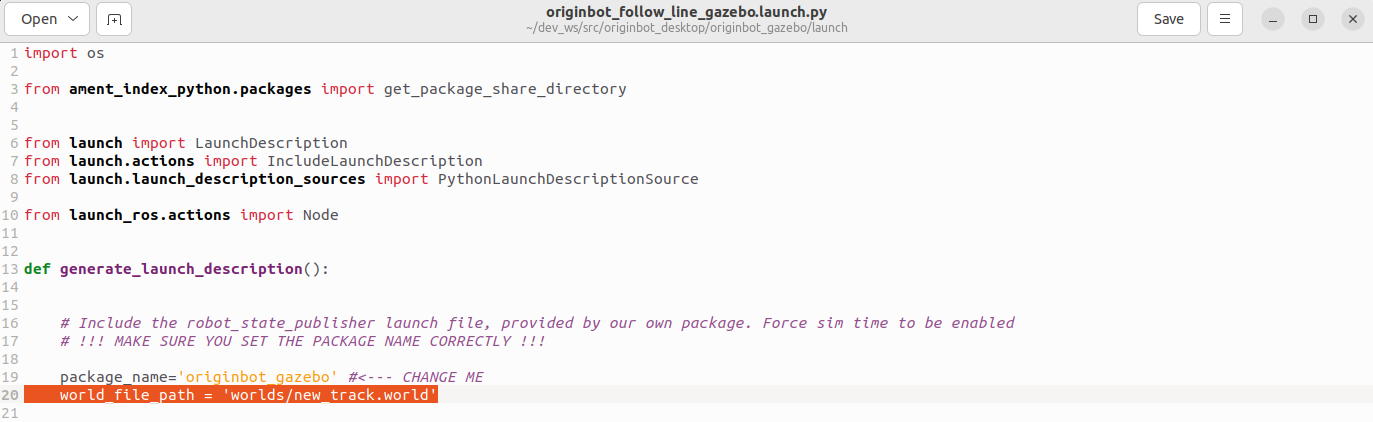 Open
originbot_follow_line_gazebo.launch.py
~/dev_ws/src/originbot_desktop/originbot_gazebo/launch
Save
1 import os
2
3 from ament_index_python.packages import get_package_share_directory
4
5
6 from launch import LaunchDescription
7 from launch.actions import IncludeLaunchDescription
8 from launch.launch_description_sources import PythonLaunchDescriptionSource
9
10 from launch_ros.actions import Node
11
12
13 def generate_launch_description():
14
15
16     # Include the robot_state_publisher launch file, provided by our own package. Force sim time to be enabled
17     # !!! MAKE SURE YOU SET THE PACKAGE NAME CORRECTLY !!!
18
19     package_name='originbot_gazebo' #<--- CHANGE ME
20     world_file_path = 'worlds/new_track.world'
21